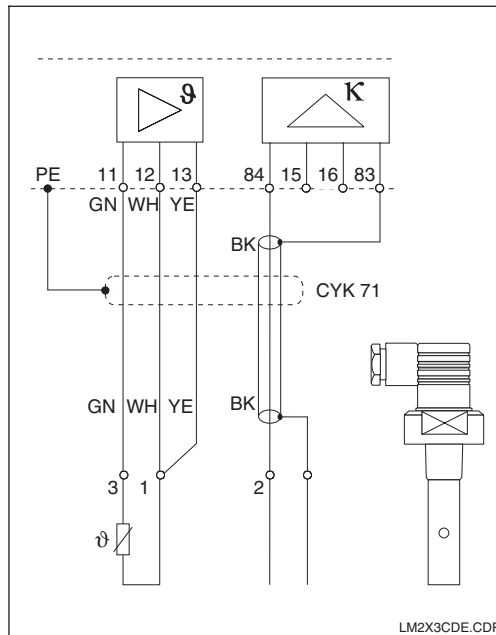 ϑ κ
PE 11 12 13 84 15 16 83
GN WH YE
BK
CYK 71
GN WH YE BK
3 1 2
ϑ
LM2X3CDE.CDR